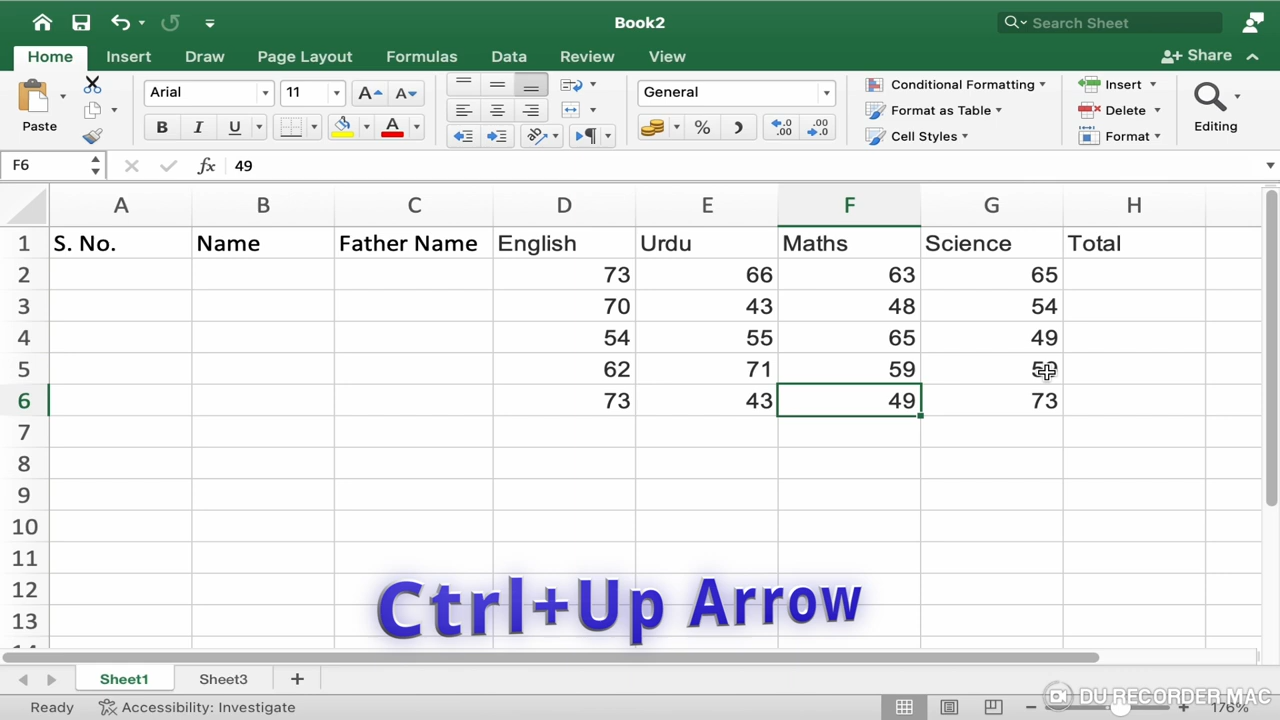 Book2
Search Sheet
Home Insert Draw Page Layout Formulas Data Review View Share
Paste
Arial 11
General
Conditional Formatting
Format as Table
Cell Styles
Insert
Delete
Format
Editing
F6 fx 49
A B C D E F G H
1 S. No. Name Father Name English Urdu Maths Science Total
2 73 66 63 65
3 70 43 48 54
4 54 55 65 49
5 62 71 59
6 73 43 49 73
7
8
9
10
11
12
13
Ctrl+Up Arrow
Sheet1 Sheet3
Ready Accessibility: Investigate 176%
DU RECORDER MAC